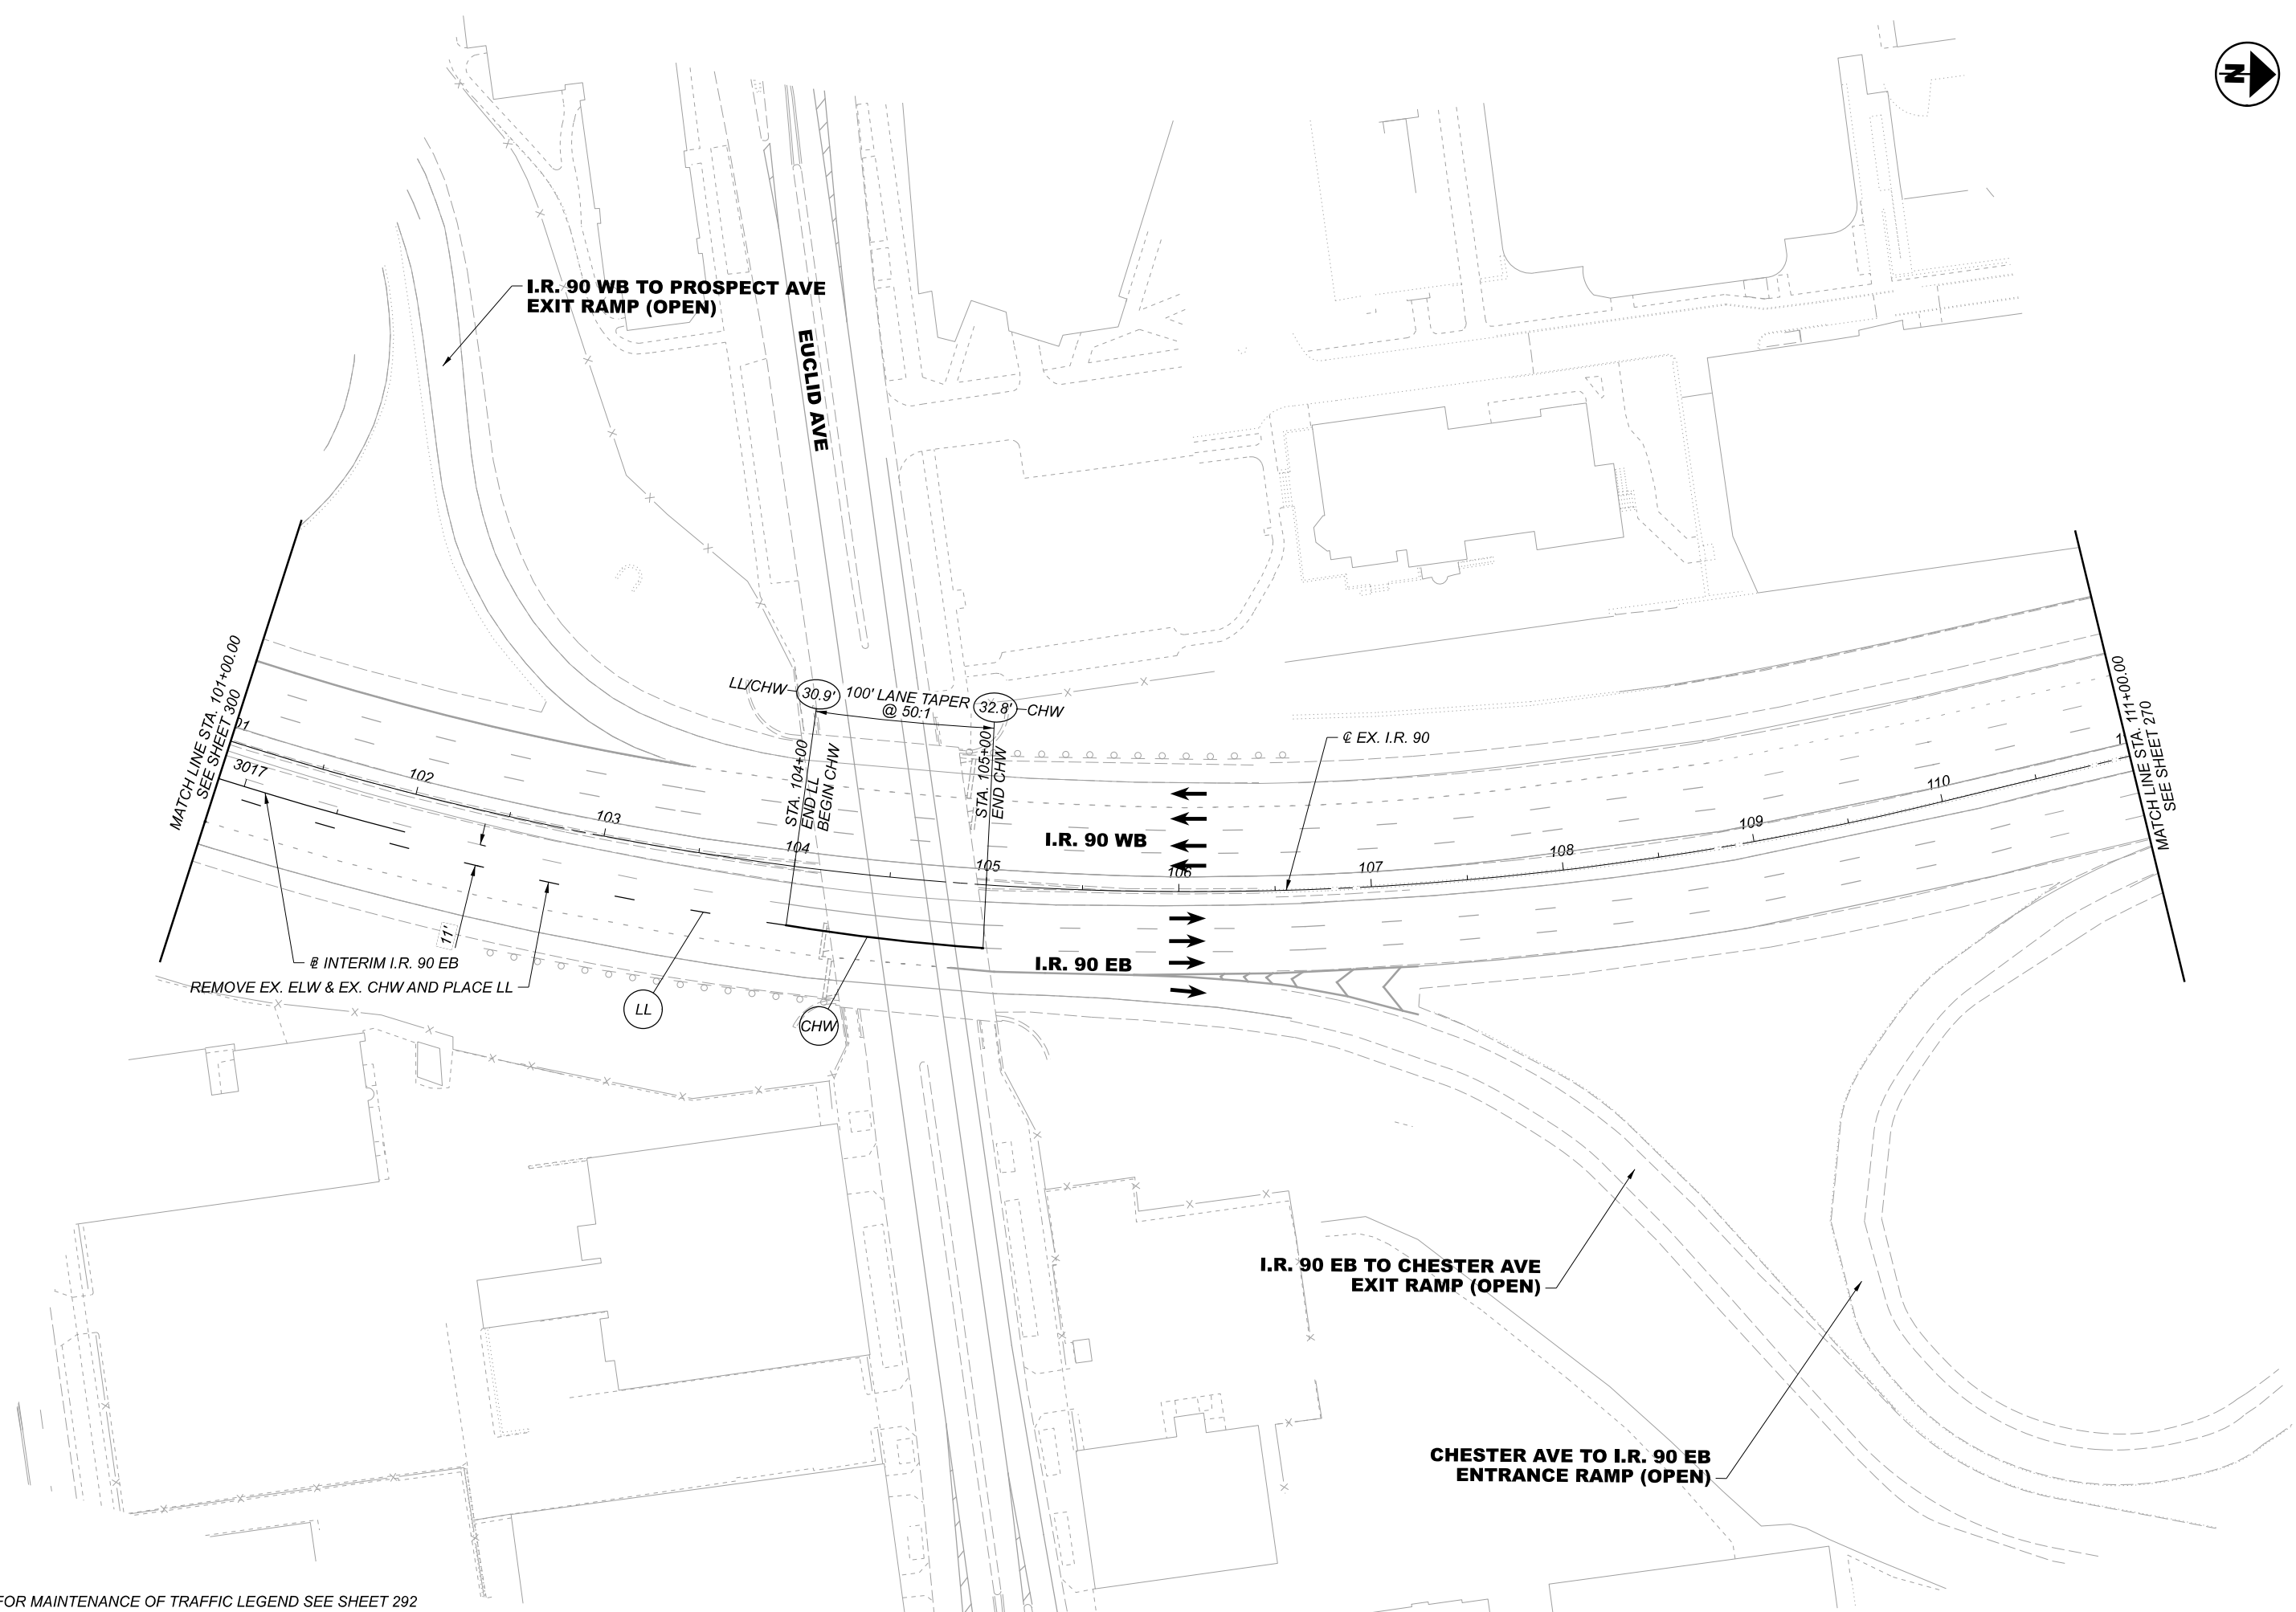 N
I.R. 90 WB TO PROSPECT AVE
EXIT RAMP (OPEN)
EUCLID AVE
MATCH LINE STA. 101+00.00
SEE SHEET 300
01
3017
102
103
104
105
106
107
108
109
110
1
LL/CHW
30.9'
100' LANE TAPER
@ 50:1
32.8'
CHW
STA. 104+00
END LL
BEGIN CHW
STA. 105+00
END CHW
℄ EX. I.R. 90
MATCH LINE STA. 111+00.00
SEE SHEET 270
I.R. 90 WB
I.R. 90 EB
11'
INTERIM I.R. 90 EB
REMOVE EX. ELW & EX. CHW AND PLACE LL
LL
CHW
I.R. 90 EB TO CHESTER AVE
EXIT RAMP (OPEN)
CHESTER AVE TO I.R. 90 EB
ENTRANCE RAMP (OPEN)
FOR MAINTENANCE OF TRAFFIC LEGEND SEE SHEET 292